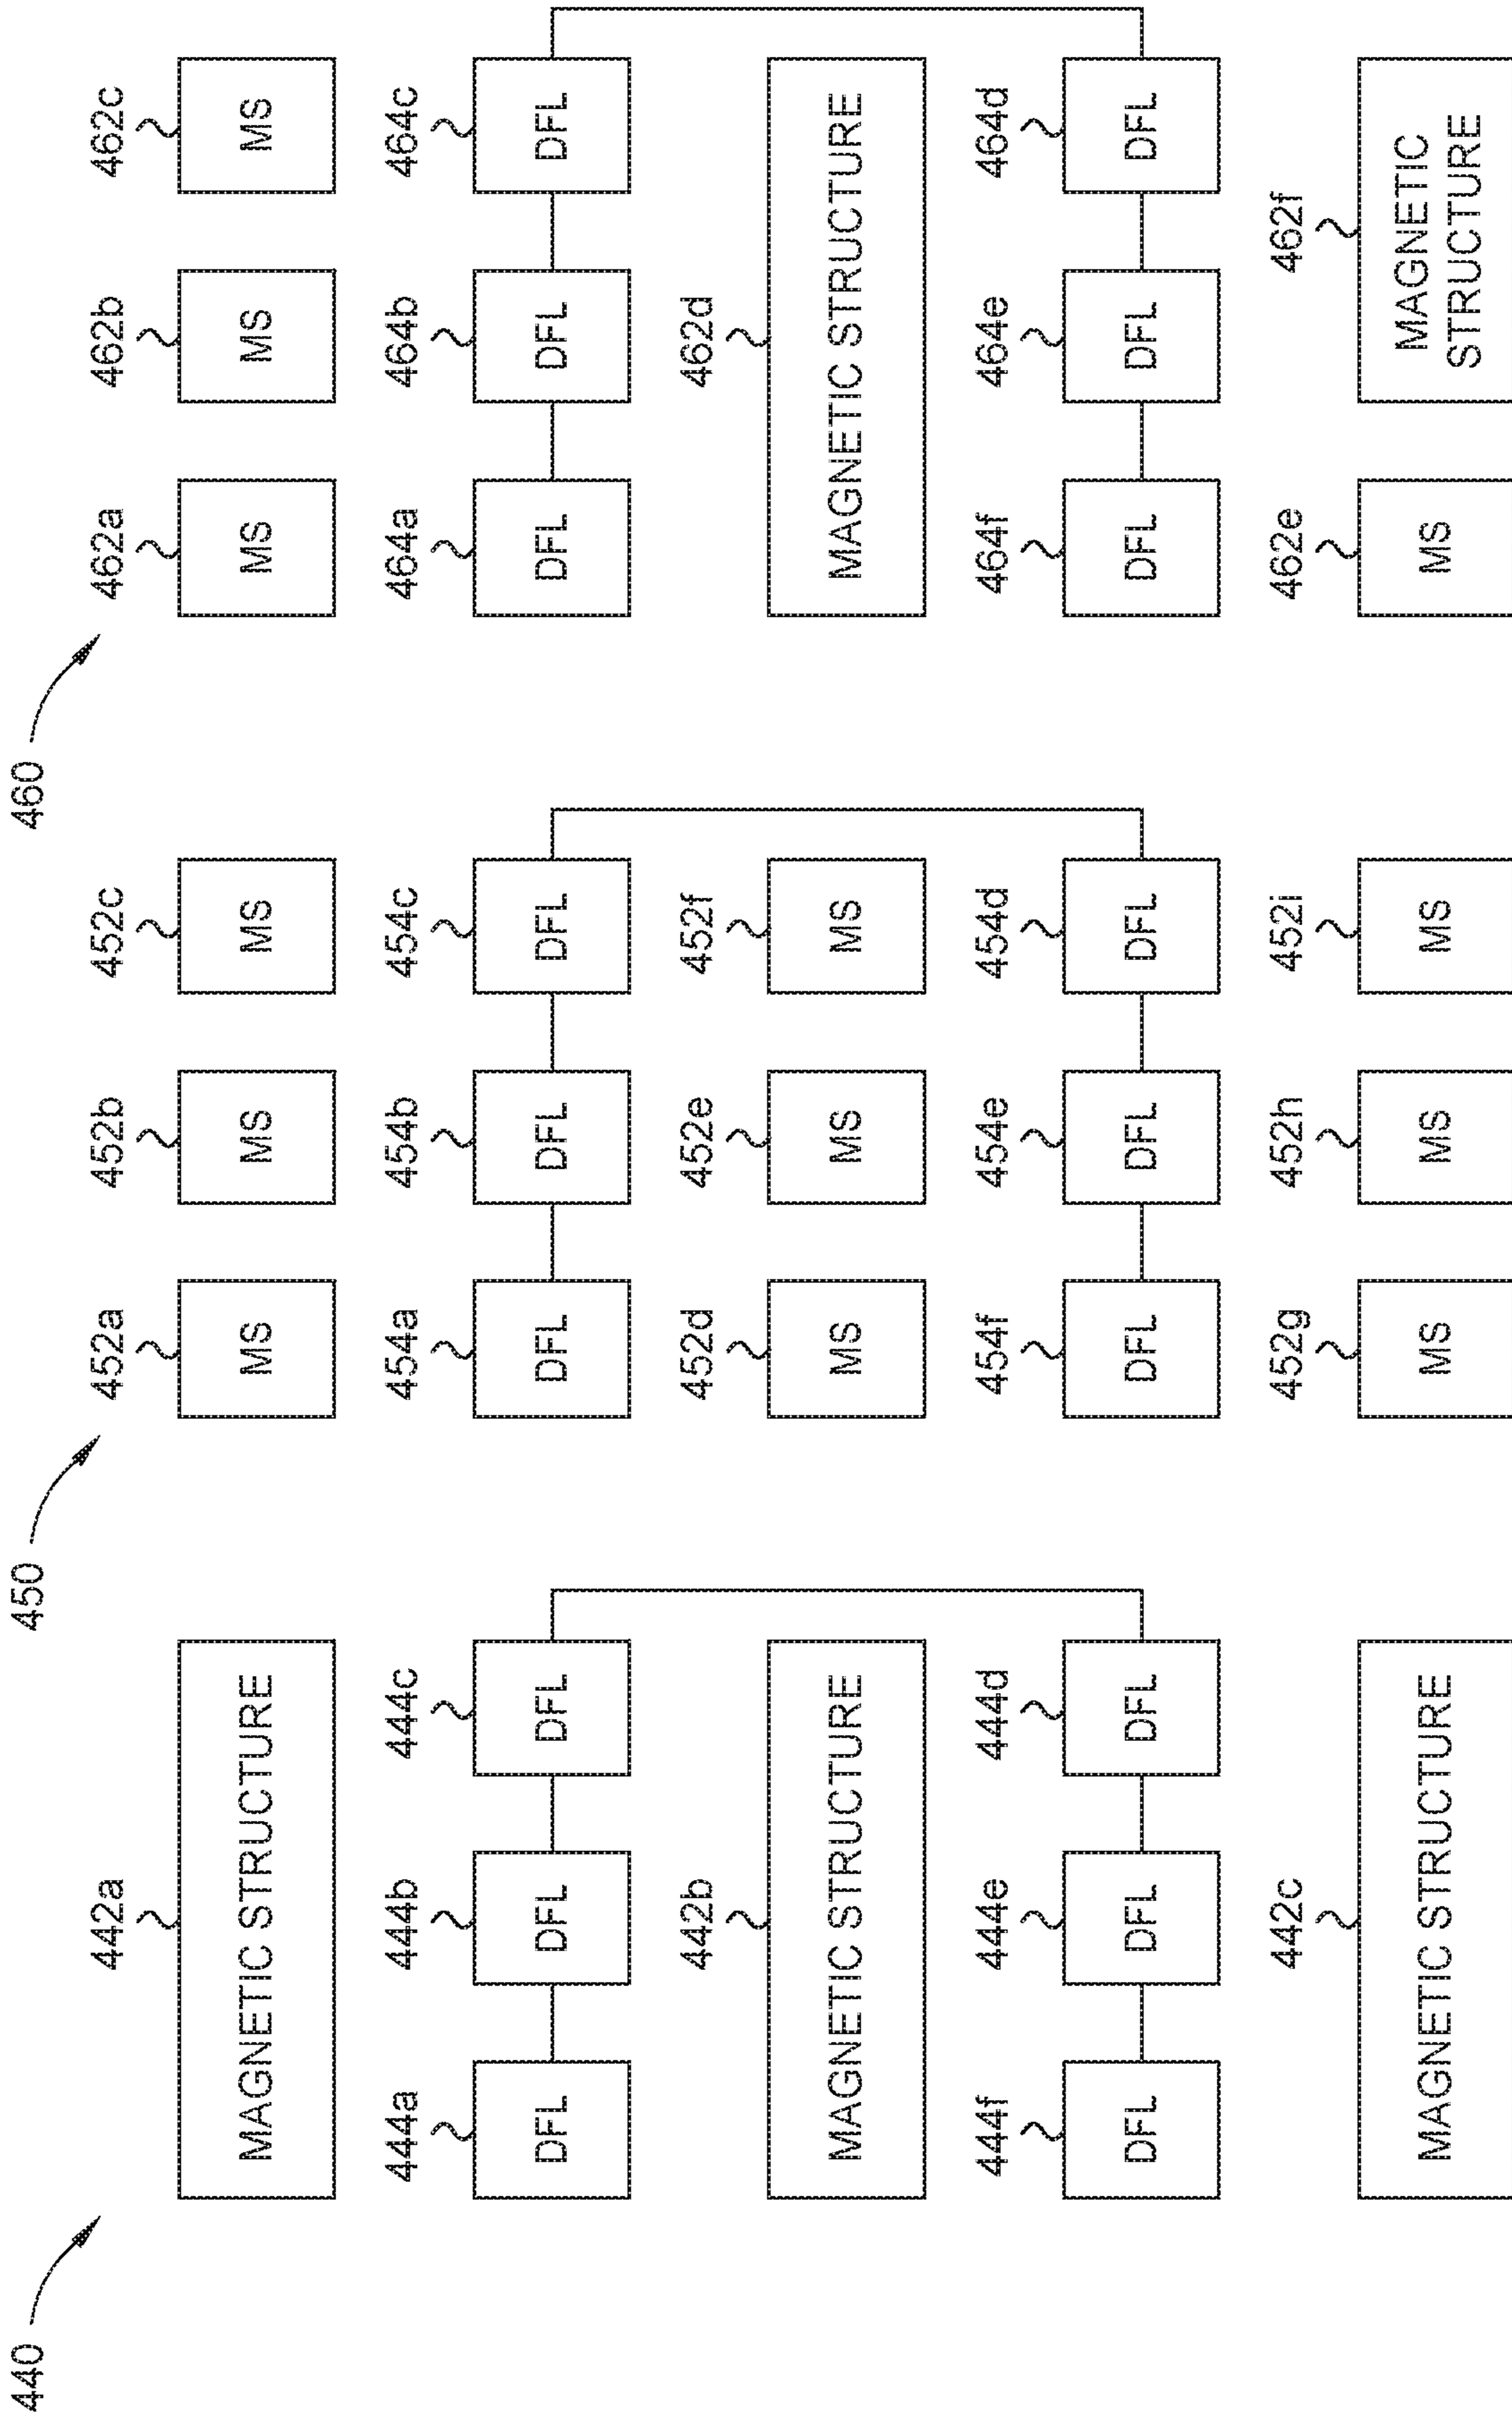 440
442a
MAGNETIC STRUCTURE
444a
444b
444c
DFL
DFL
DFL
442b
MAGNETIC STRUCTURE
444f
444e
444d
DFL
DFL
DFL
442c
MAGNETIC STRUCTURE
450
452a
452b
452c
MS
MS
MS
454a
454b
454c
DFL
DFL
DFL
452d
452e
452f
MS
MS
MS
454f
454e
454d
DFL
DFL
DFL
452g
452h
452i
MS
MS
MS
460
462a
462b
462c
MS
MS
MS
464a
464b
464c
DFL
DFL
DFL
462d
MAGNETIC STRUCTURE
464f
464e
464d
DFL
DFL
DFL
462e
462f
MS
MAGNETIC
STRUCTURE